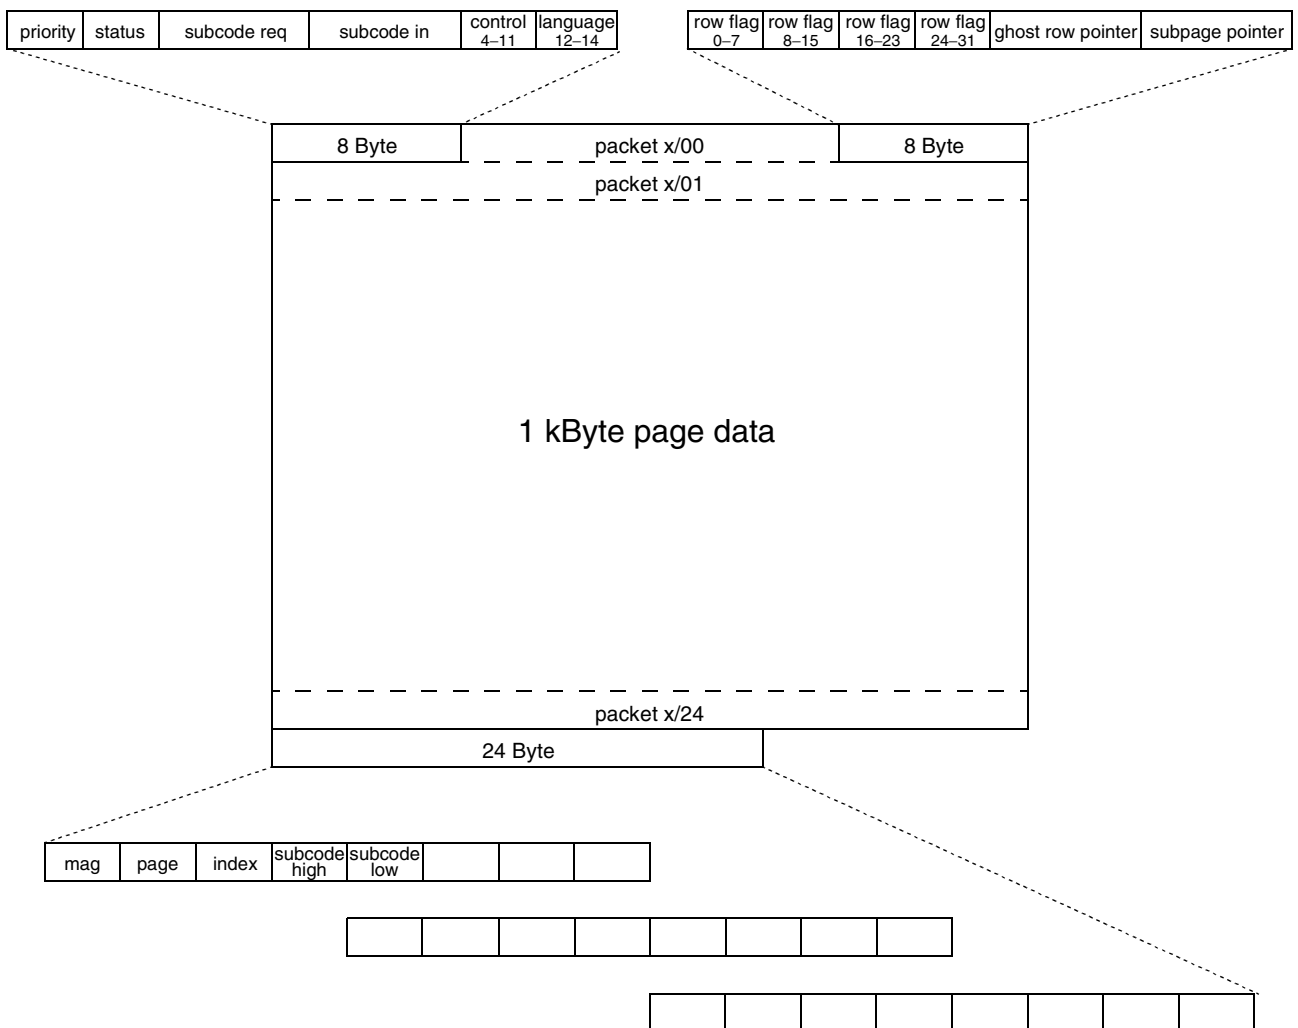 priority status subcode req subcode in control 4–11 language 12–14
row flag 0–7 row flag 8–15 row flag 16–23 row flag 24–31 ghost row pointer subpage pointer
8 Byte packet x/00 8 Byte
packet x/01
1 kByte page data
packet x/24
24 Byte
mag page index subcode high subcode low